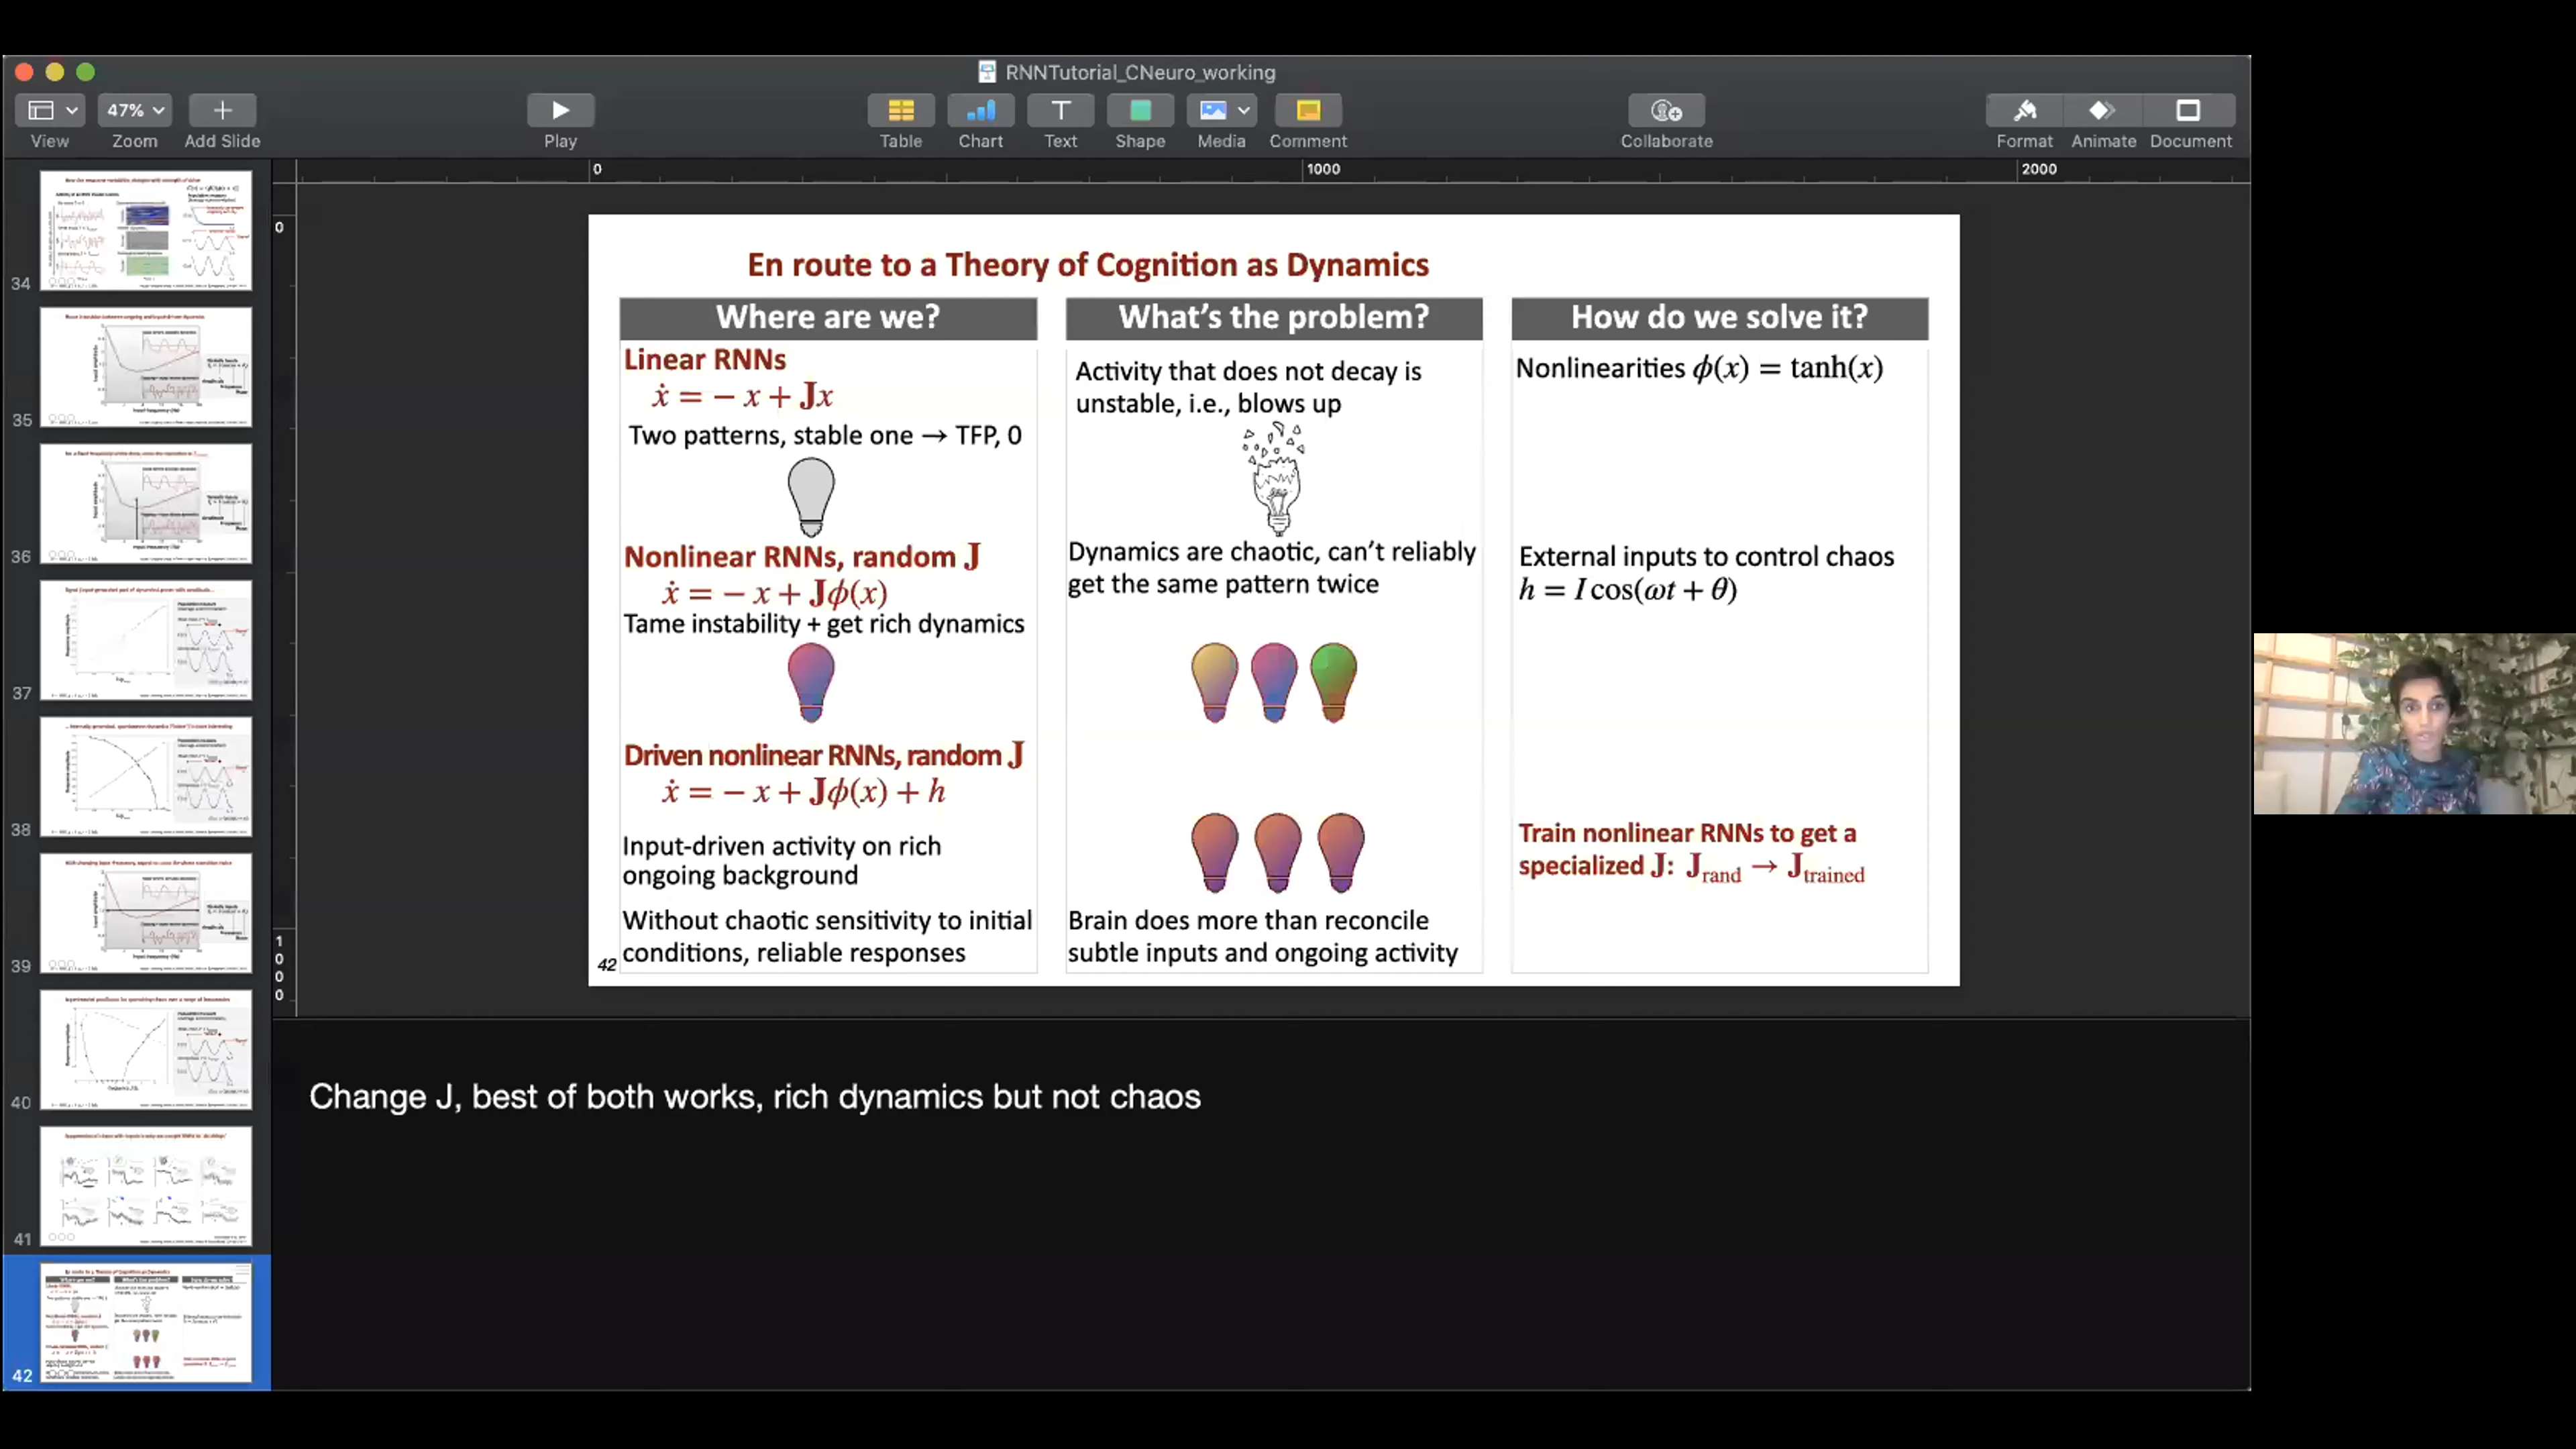 RNNTutorial_CNeuro_working
47%
View
Zoom
Add Slide
Play
Table
Chart
Text
Shape
Media
Comment
Collaborate
Format
Animate
Document
0
1000
2000
0
1
0
0
0
34
35
36
37
38
39
40
41
42
En route to a Theory of Cognition as Dynamics
Where are we?
Linear RNNs
ẋ = − x + Jx
Two patterns, stable one → TFP, 0
Nonlinear RNNs, random J
ẋ = − x + Jϕ(x)
Tame instability + get rich dynamics
Driven nonlinear RNNs, random J
ẋ = − x + Jϕ(x) + h
Input-driven activity on rich
ongoing background
Without chaotic sensitivity to initial
conditions, reliable responses
42
What's the problem?
Activity that does not decay is
unstable, i.e., blows up
Dynamics are chaotic, can't reliably
get the same pattern twice
Brain does more than reconcile
subtle inputs and ongoing activity
How do we solve it?
Nonlinearities ϕ(x) = tanh(x)
External inputs to control chaos
h = I cos(ωt + θ)
Train nonlinear RNNs to get a
specialized J: J_rand → J_trained
Change J, best of both works, rich dynamics but not chaos